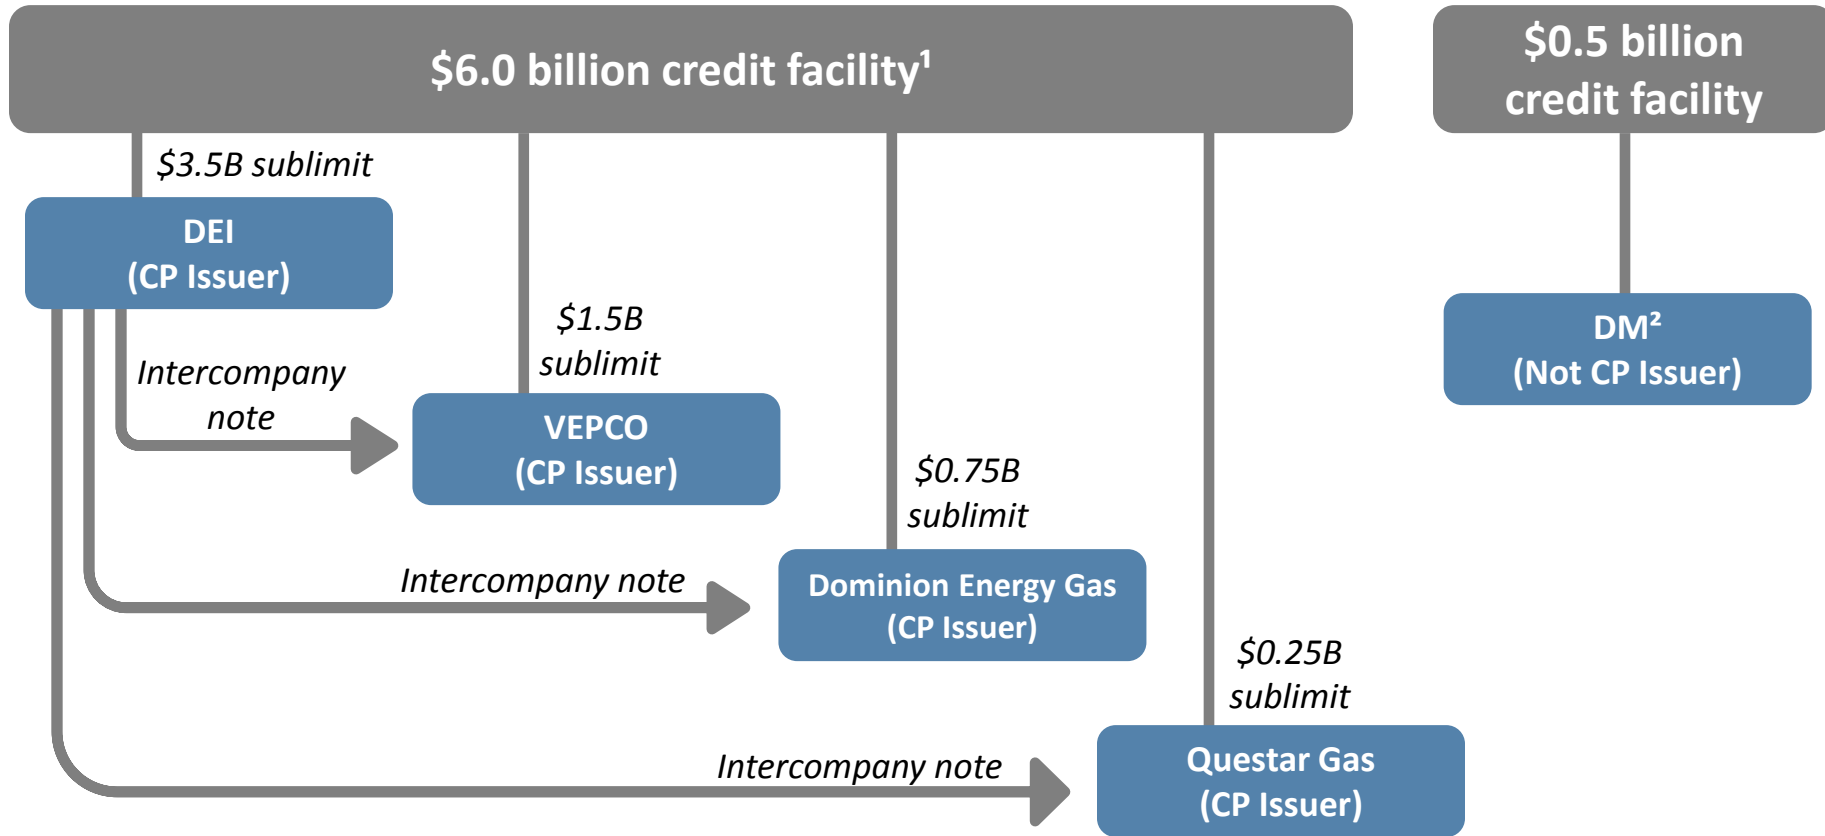 $6.0 billion credit facility¹
$0.5 billion
credit facility
$3.5B sublimit
DEI
(CP Issuer)
$1.5B
sublimit
DM²
(Not CP Issuer)
Intercompany
note
VEPCO
(CP Issuer)
$0.75B
sublimit
Intercompany note
Dominion Energy Gas
(CP Issuer)
$0.25B
sublimit
Intercompany note
Questar Gas
(CP Issuer)